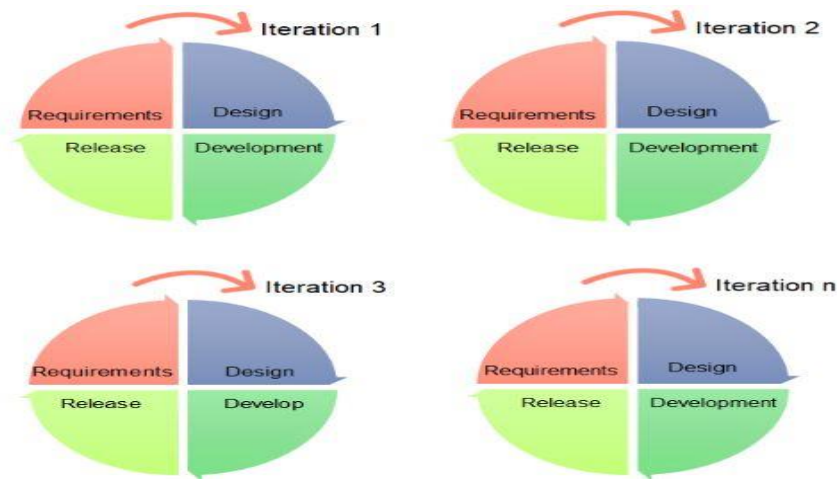 Iteration 1
Requirements
Design
Release
Development
Iteration 2
Requirements
Design
Release
Development
Iteration 3
Requirements
Design
Release
Develop
Iteration n
Requirements
Design
Release
Development